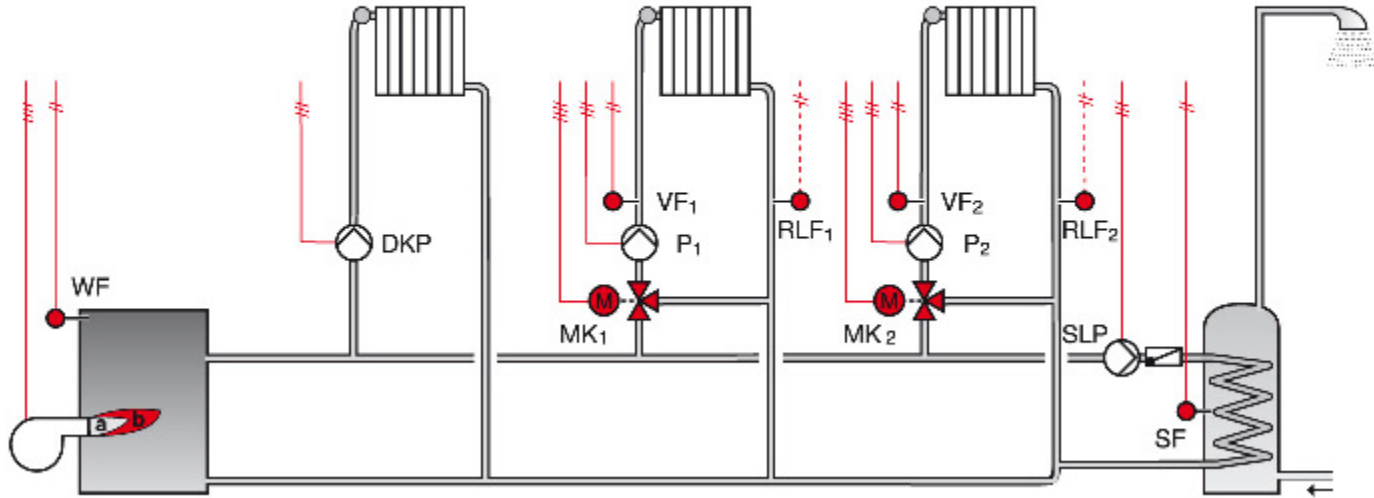 VF₁
VF₂
DKP
P₁
RLF₁
P₂
RLF₂
WF
M
M
MK₁
MK₂
SLP
a
b
SF